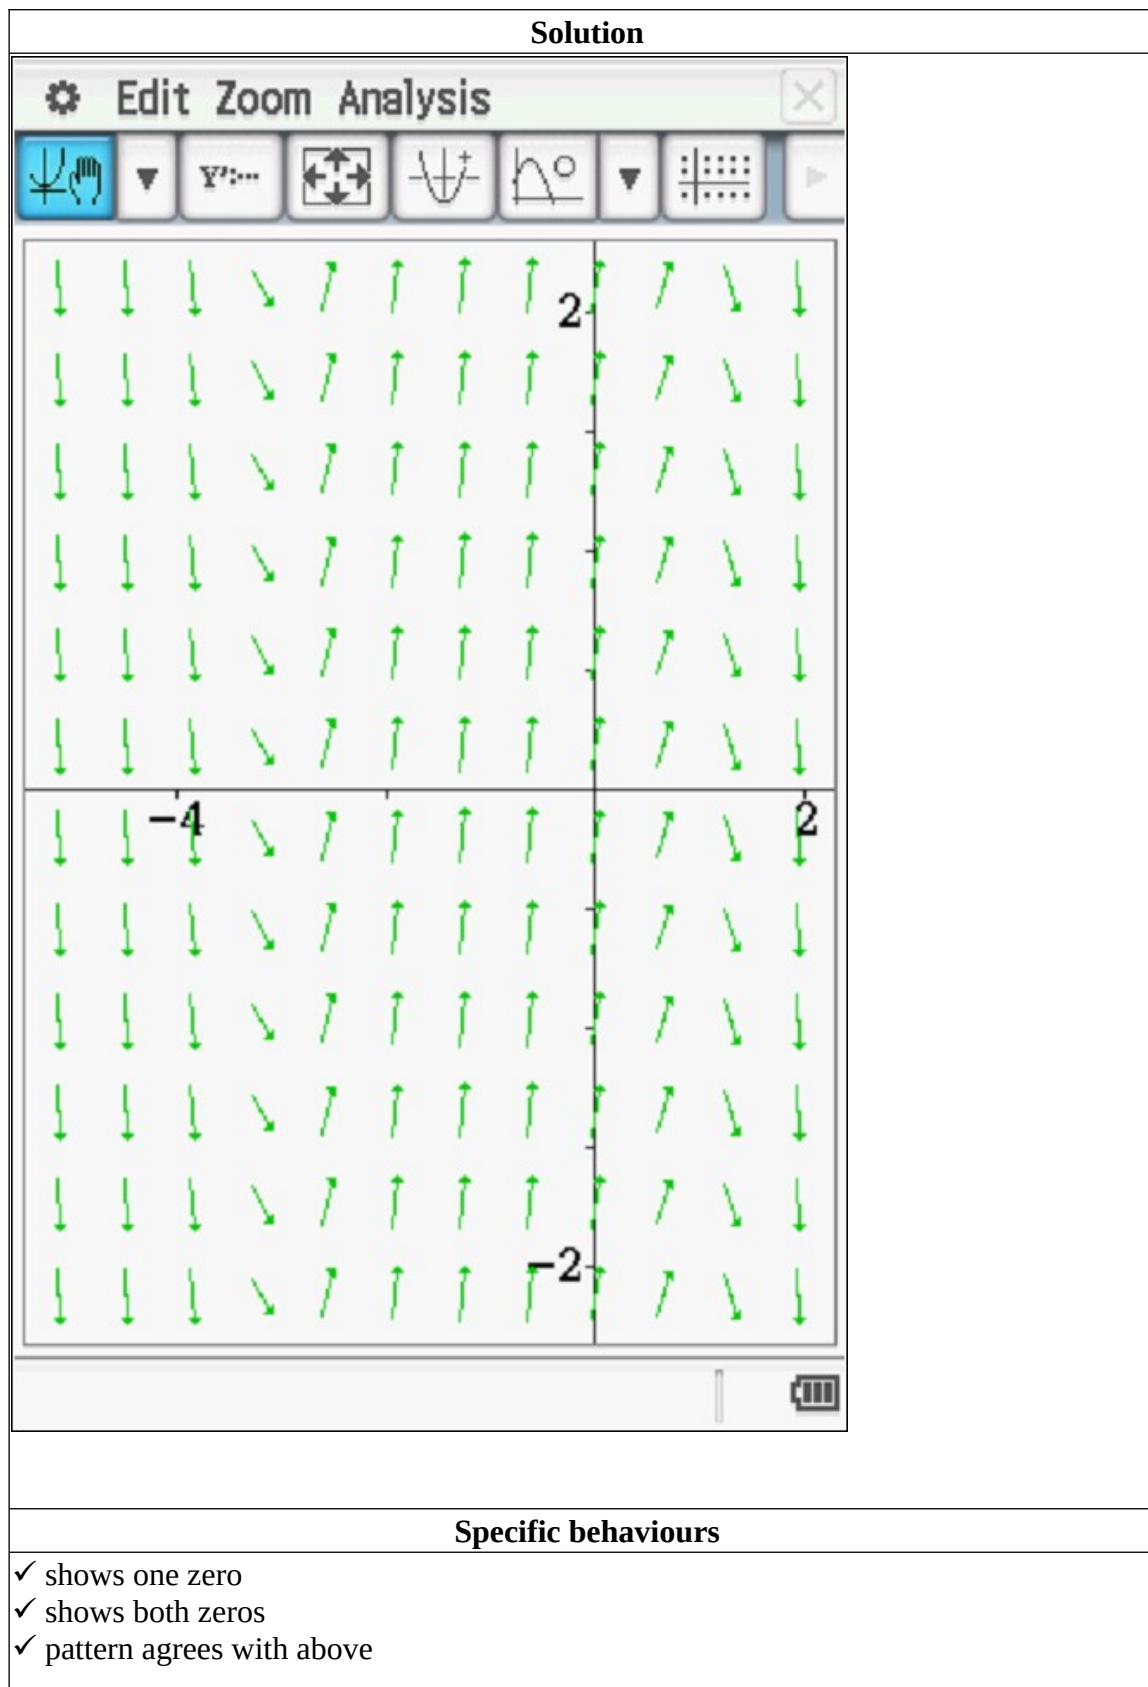 Solution
Edit Zoom Analysis
Y':···
2
−4
2
−2
Specific behaviours
✓ shows one zero
✓ shows both zeros
✓ pattern agrees with above